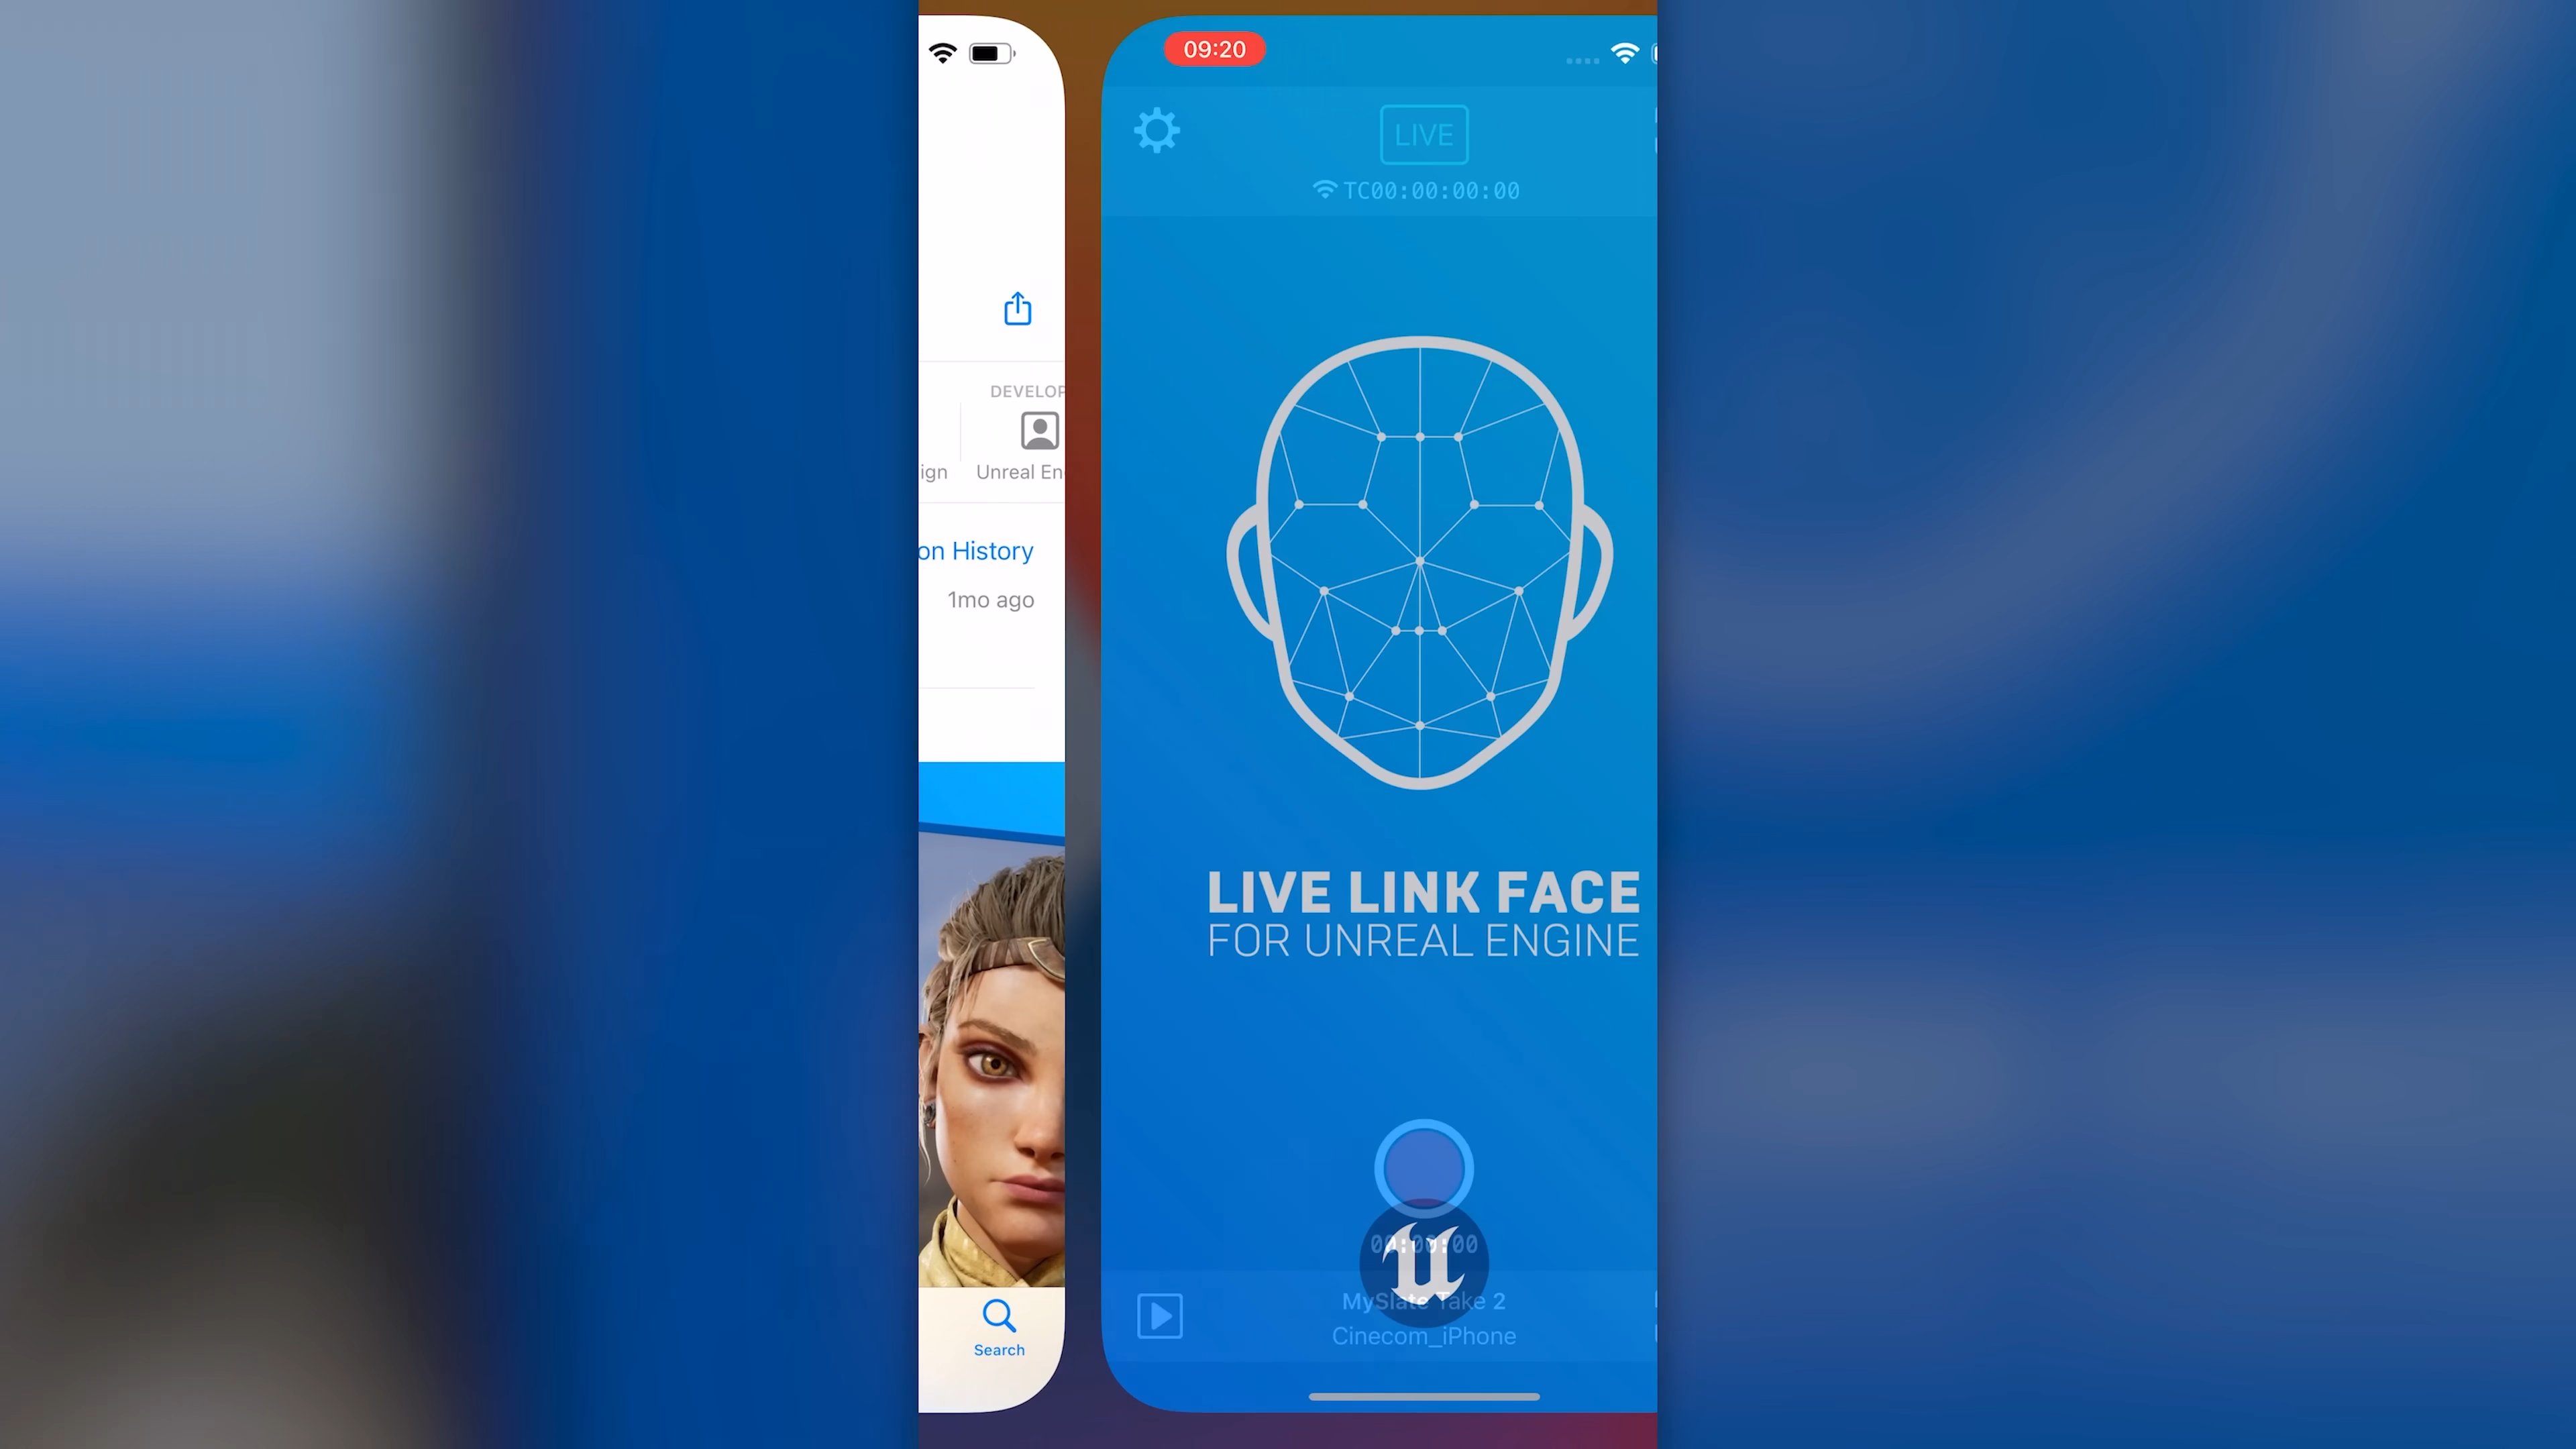 DEVELOP
ign
Unreal En
on History
1mo ago
Search
09:20
LIVE
TC00:00:00:00
LIVE LINK FACE
FOR UNREAL ENGINE
00:00:00
MySlate Take 2
Cinecom_iPhone